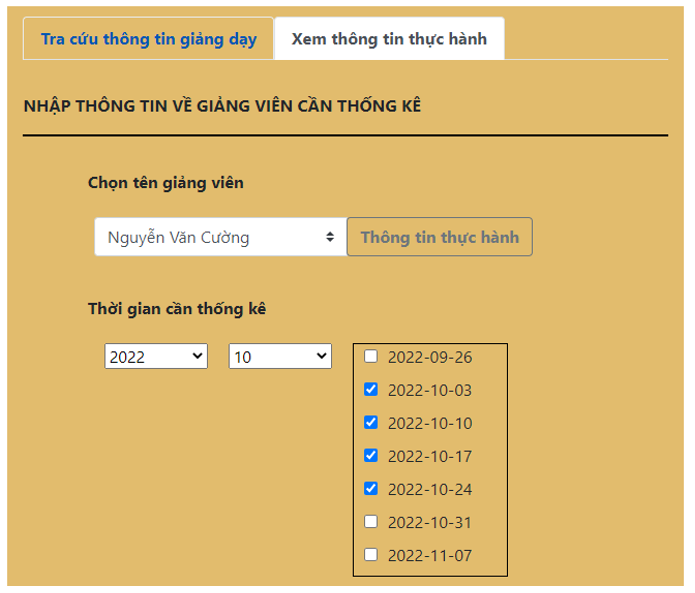 Tra cứu thông tin giảng dạy
Xem thông tin thực hành
NHẬP THÔNG TIN VỀ GIẢNG VIÊN CẦN THỐNG KÊ
Chọn tên giảng viên
Nguyễn Văn Cường
Thông tin thực hành
Thời gian cần thống kê
2022
10
2022-09-26
2022-10-03
2022-10-10
2022-10-17
2022-10-24
2022-10-31
2022-11-07